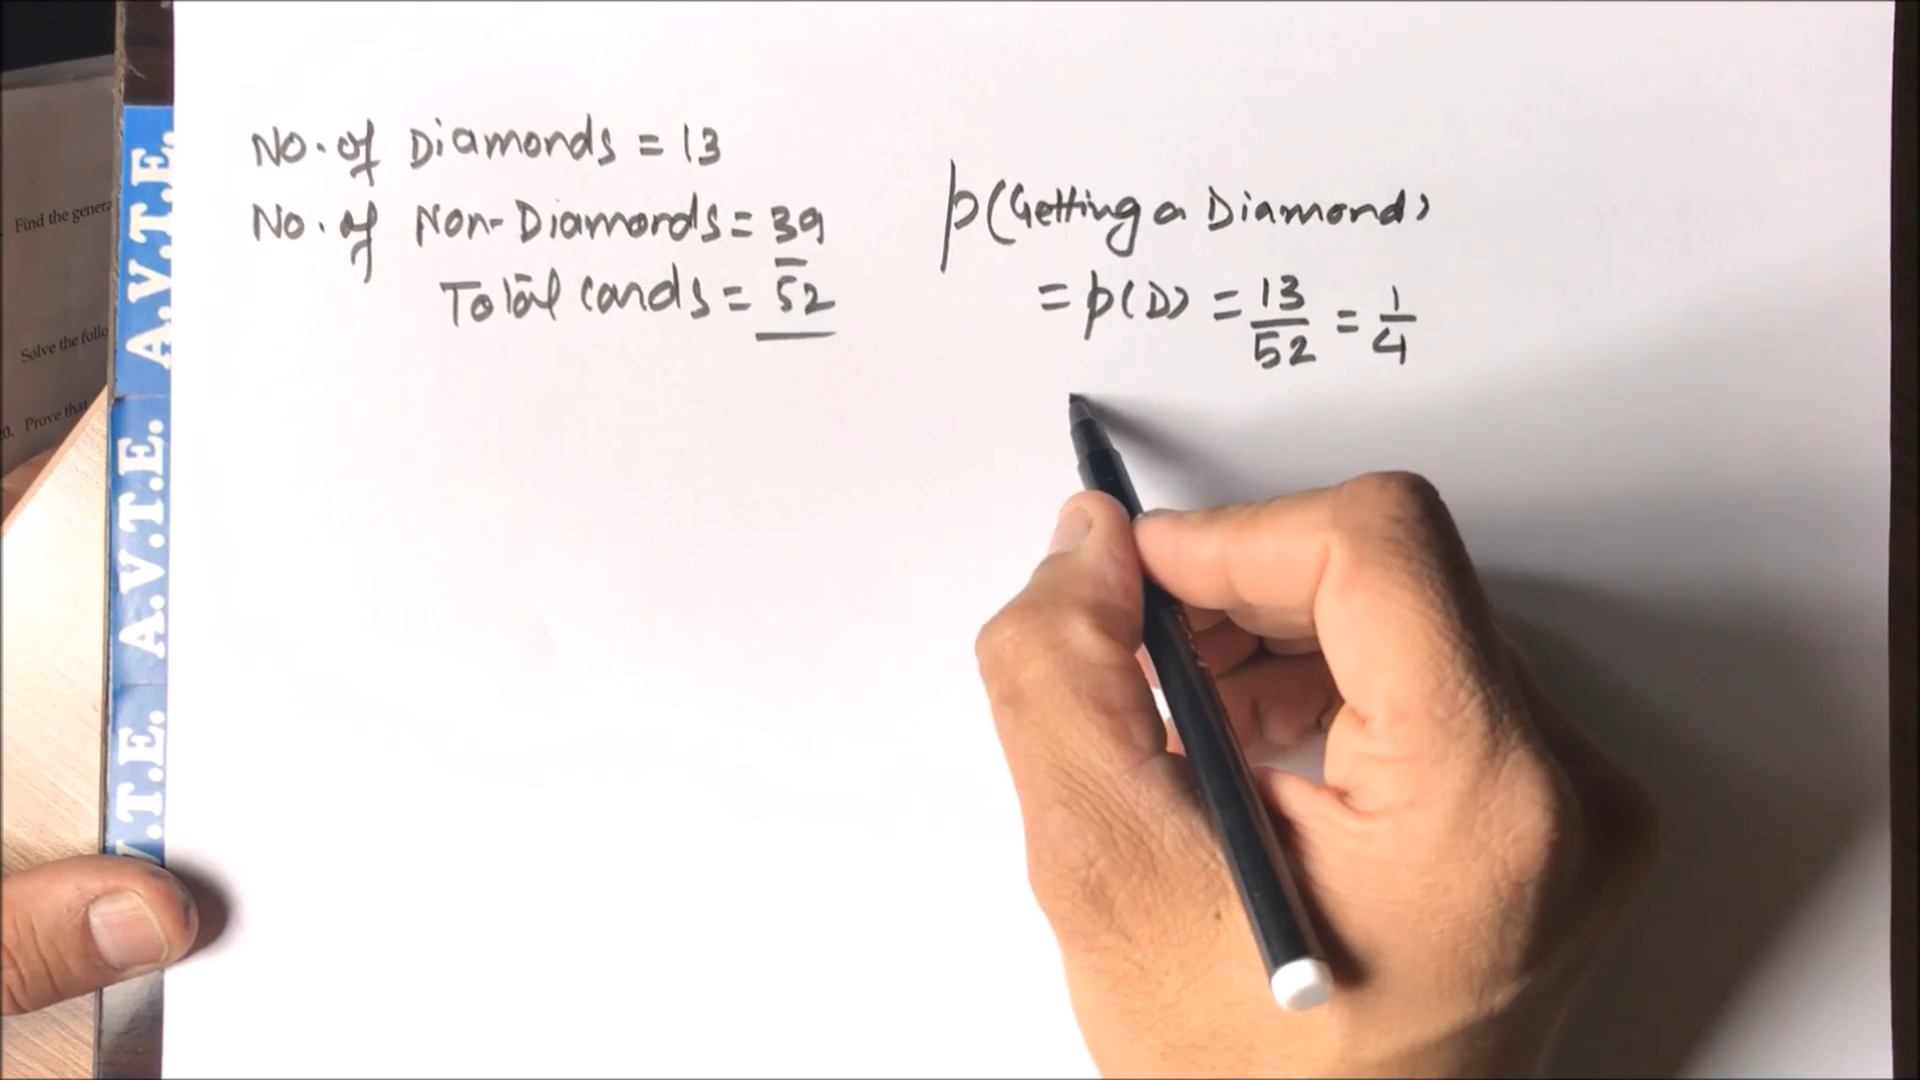 No. of Diamonds = 13
No. of Non-Diamonds = 39
Total cards = 52
p(Getting a Diamond)
= p(D) = 13/52 = 1/4
Find the genera
Solve the follo
0. Prove that
A.V.T.E.
A.V.T.E.
V.T.E.